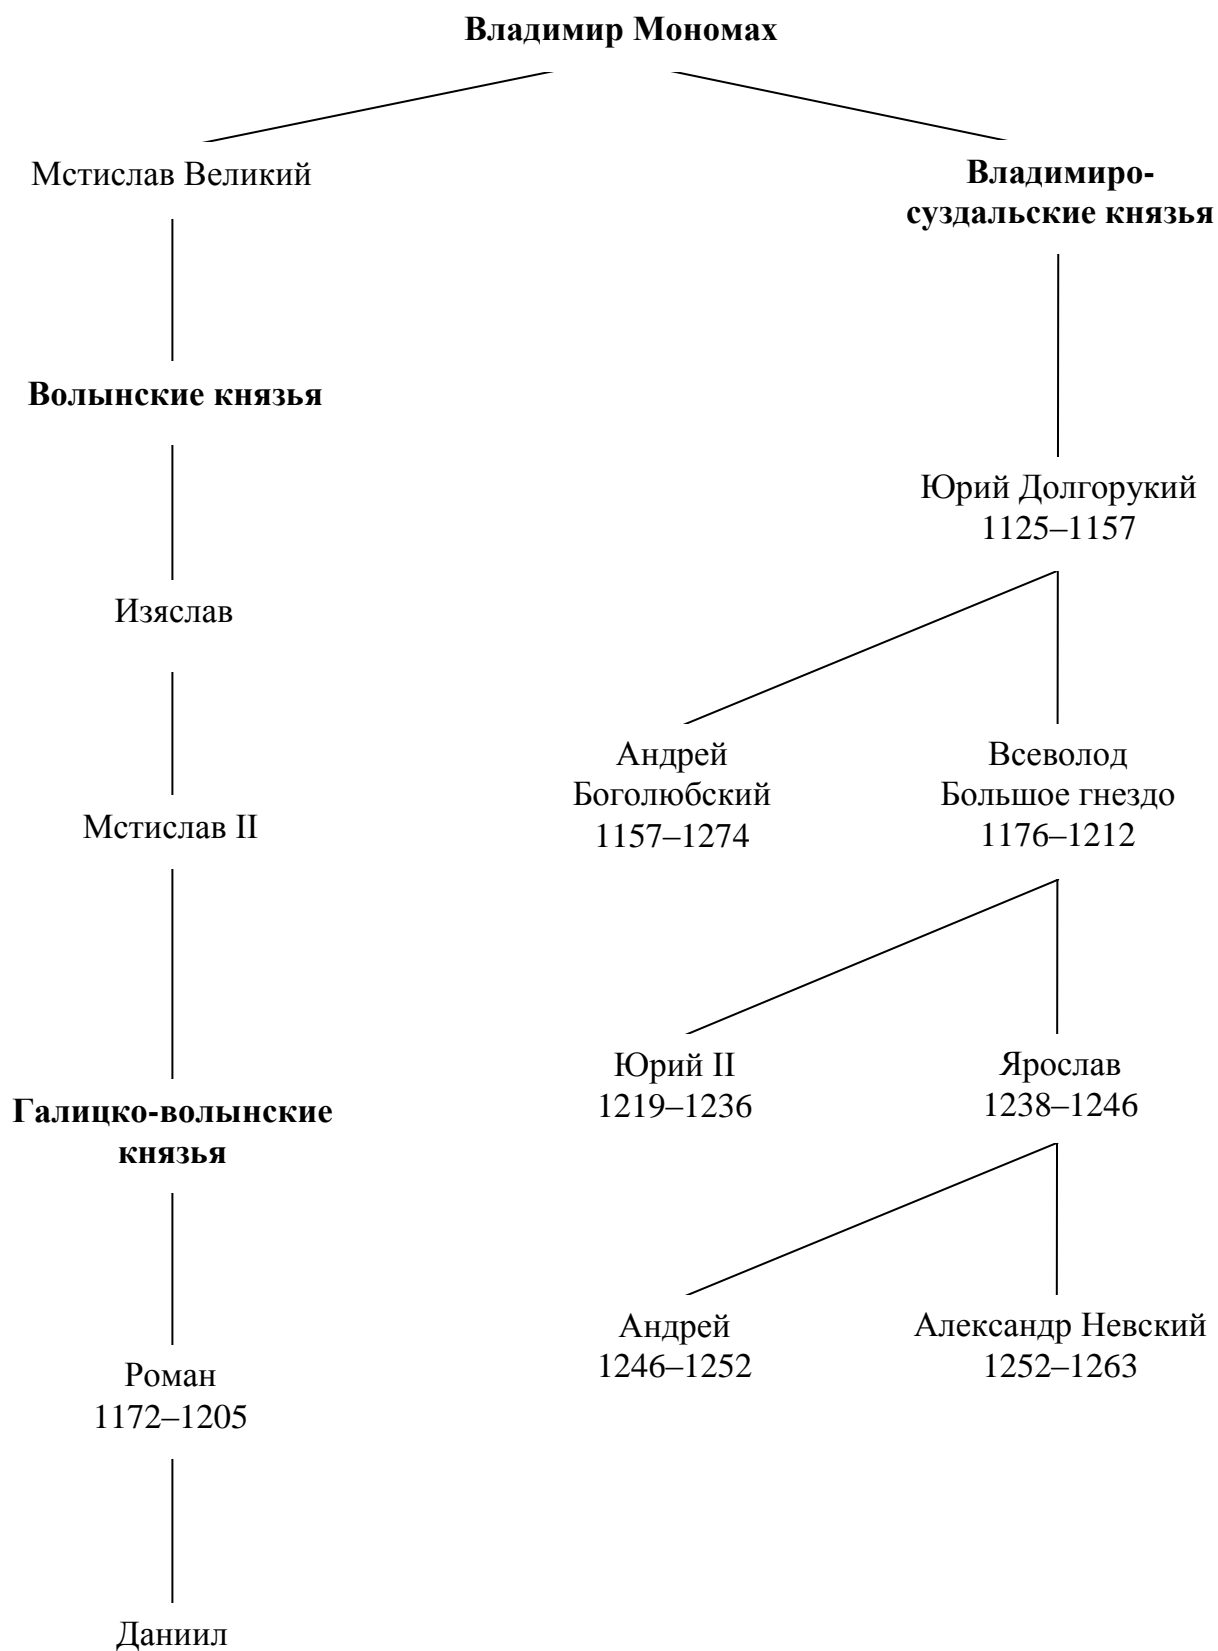 Владимир Мономах
Мстислав Великий
Владимиро-
суздальские князья
Волынские князья
Юрий Долгорукий
1125–1157
Изяслав
Андрей
Боголюбский
1157–1274
Всеволод
Большое гнездо
1176–1212
Мстислав II
Юрий II
1219–1236
Ярослав
1238–1246
Галицко-волынские
князья
Андрей
1246–1252
Александр Невский
1252–1263
Роман
1172–1205
Даниил